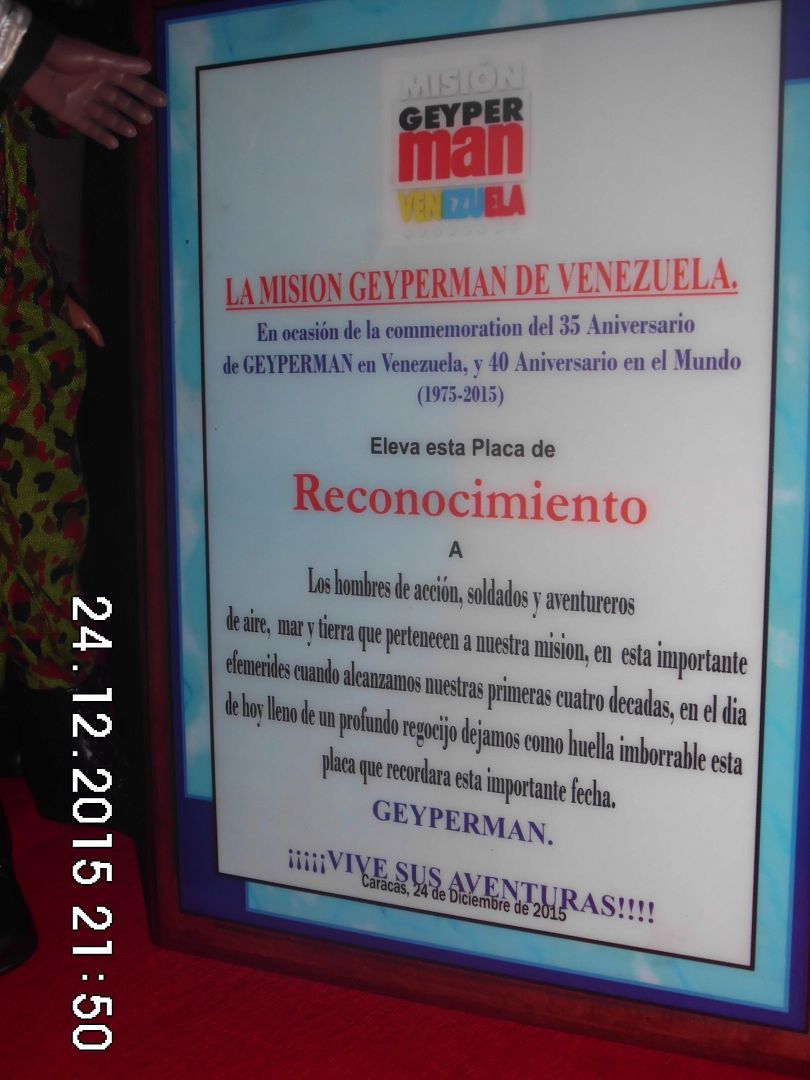 MISIÓN
GEYPER
man
VENEZUELA
LA MISION GEYPERMAN DE VENEZUELA.
En ocasión de la commemoration del 35 Aniversario
de GEYPERMAN en Venezuela, y 40 Aniversario en el Mundo
(1975-2015)
Eleva esta Placa de
Reconocimiento
A
Los hombres de acción, soldados y aventureros
de aire, mar y tierra que pertenecen a nuestra mision, en esta importante
efemerides cuando alcanzamos nuestras primeras cuatro decadas, en el dia
de hoy lleno de un profundo regocijo dejamos como huella imborrable esta
placa que recordara esta importante fecha.
GEYPERMAN.
¡¡¡¡¡VIVE SUS AVENTURAS!!!!
Caracas, 24 de Diciembre de 2015
24.12.2015 21:50